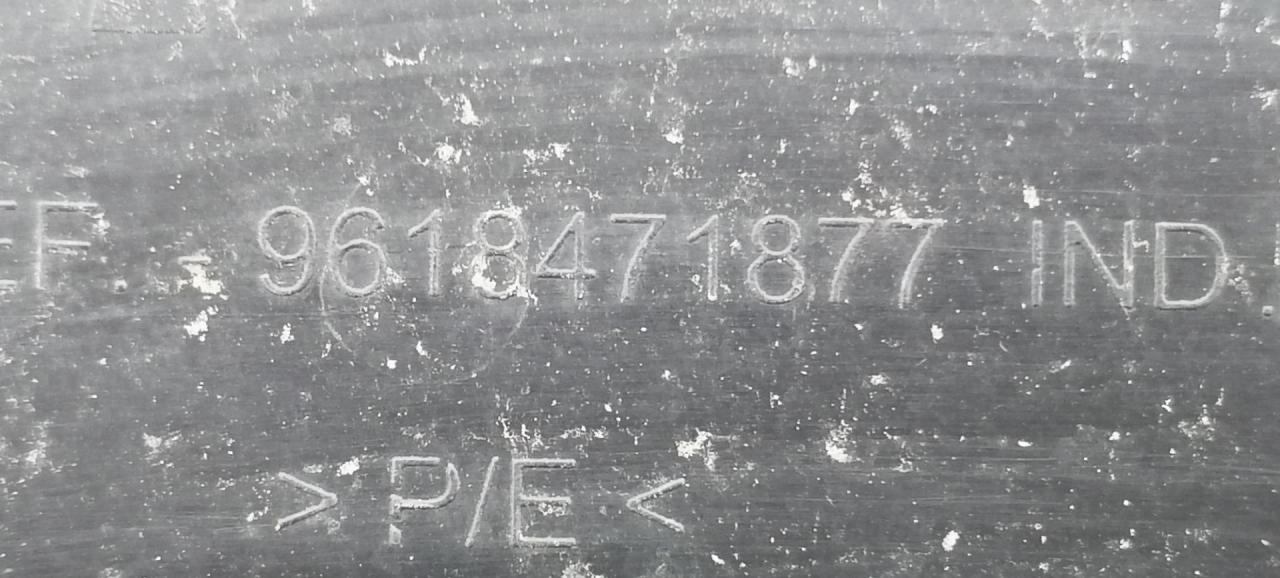 EF. - 9618471877 IND.
> P/E <